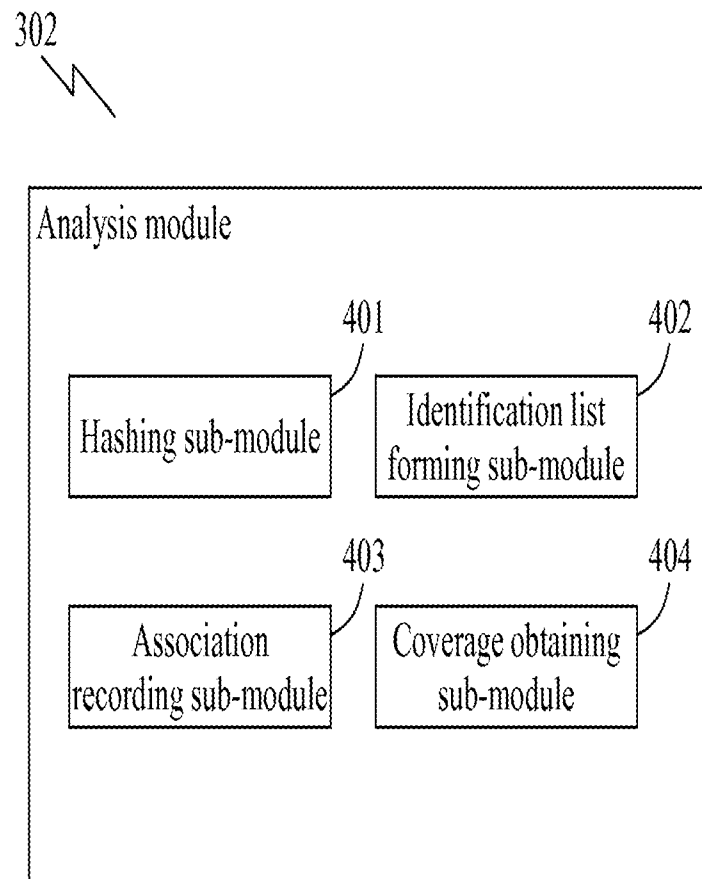 302
Analysis module
401
402
Hashing sub-module
Identification list
forming sub-module
403
404
Association
recording sub-module
Coverage obtaining
sub-module